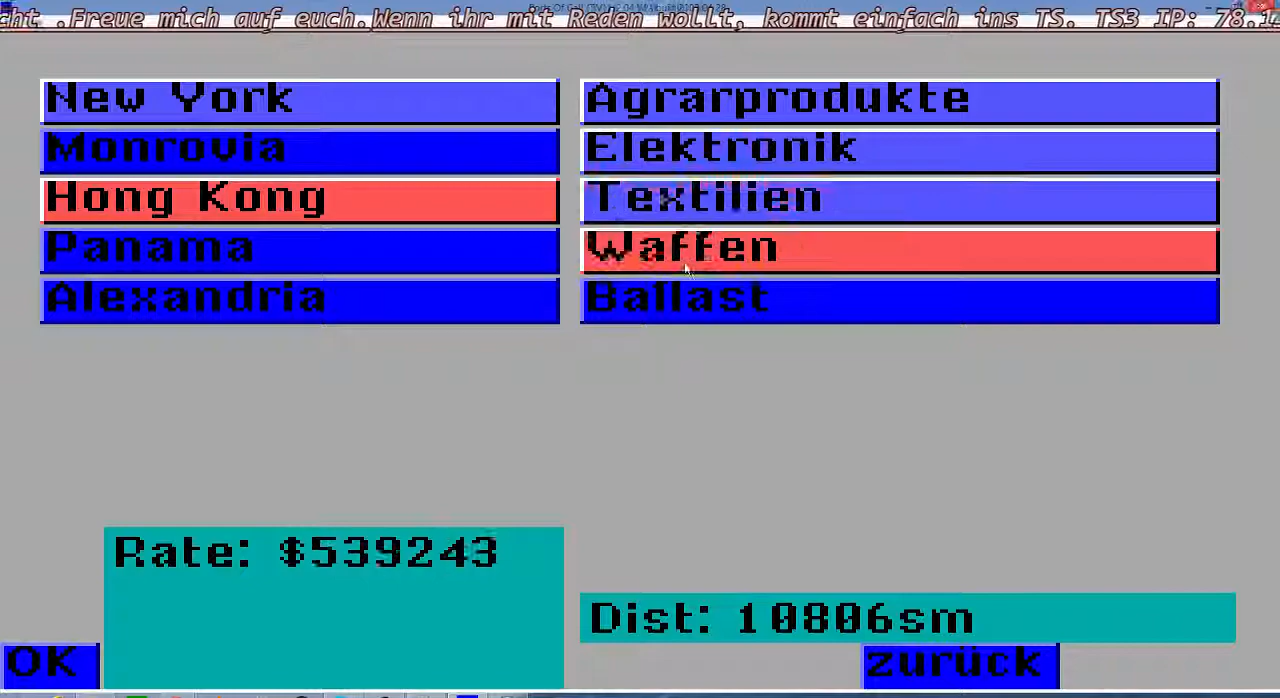 cht .Freue mich auf euch.Wenn ihr mit Reden wollt, kommt einfach ins TS. TS3 IP: 78.1
New York
Monrovia
Hong Kong
Panama
Alexandria
Agrarprodukte
Elektronik
Textilien
Waffen
Ballast
Rate: $539243
Dist: 10806sm
OK
zurück